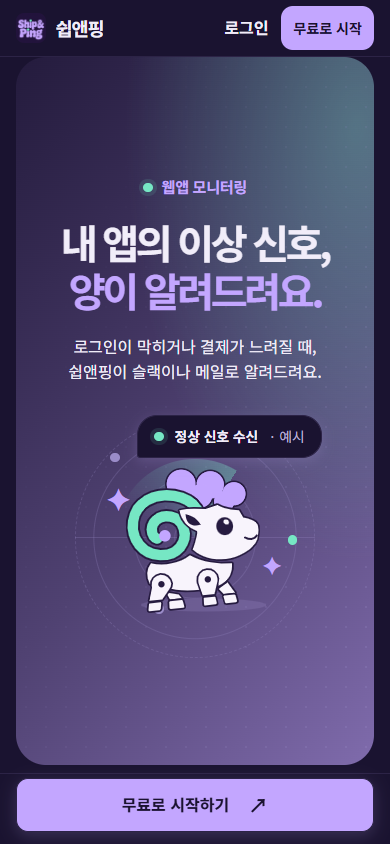 Ship&
Ping
쉽앤핑
로그인
무료로 시작
웹앱 모니터링
내 앱의 이상 신호,
양이 알려드려요.
로그인이 막히거나 결제가 느려질 때,
쉽앤핑이 슬랙이나 메일로 알려드려요.
정상 신호 수신 · 예시
무료로 시작하기 ↗